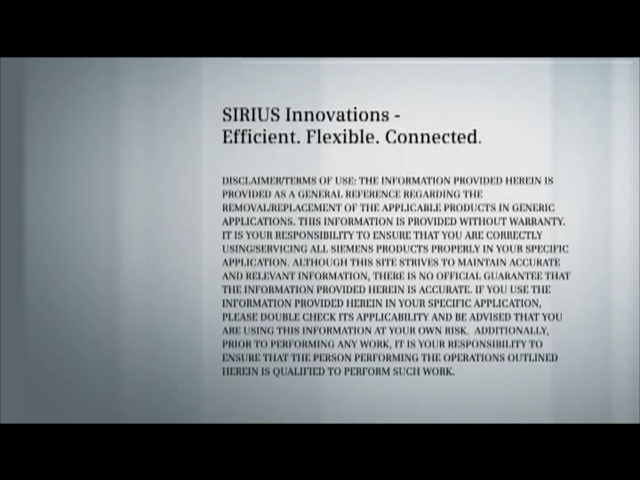 SIRIUS Innovations -
Efficient. Flexible. Connected.
DISCLAIMER/TERMS OF USE: THE INFORMATION PROVIDED HEREIN IS
PROVIDED AS A GENERAL REFERENCE REGARDING THE
REMOVAL/REPLACEMENT OF THE APPLICABLE PRODUCTS IN GENERIC
APPLICATIONS. THIS INFORMATION IS PROVIDED WITHOUT WARRANTY.
IT IS YOUR RESPONSIBILITY TO ENSURE THAT YOU ARE CORRECTLY
USING/SERVICING ALL SIEMENS PRODUCTS PROPERLY IN YOUR SPECIFIC
APPLICATION. ALTHOUGH THIS SITE STRIVES TO MAINTAIN ACCURATE
AND RELEVANT INFORMATION, THERE IS NO OFFICIAL GUARANTEE THAT
THE INFORMATION PROVIDED HEREIN IS ACCURATE. IF YOU USE THE
INFORMATION PROVIDED HEREIN IN YOUR SPECIFIC APPLICATION,
PLEASE DOUBLE CHECK ITS APPLICABILITY AND BE ADVISED THAT YOU
ARE USING THIS INFORMATION AT YOUR OWN RISK. ADDITIONALLY,
PRIOR TO PERFORMING ANY WORK, IT IS YOUR RESPONSIBILITY TO
ENSURE THAT THE PERSON PERFORMING THE OPERATIONS OUTLINED
HEREIN IS QUALIFIED TO PERFORM SUCH WORK.